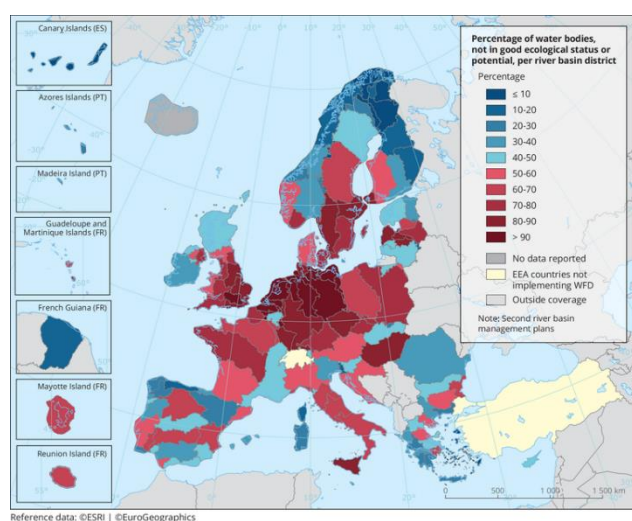 Canary Islands (ES)
Azores Islands (PT)
Madeira Island (PT)
Guadeloupe and
Martinique Islands (FR)
French Guiana (FR)
Mayotte Island (FR)
Reunion Island (FR)
Percentage of water bodies,
not in good ecological status or
potential, per river basin district
Percentage
≤ 10
10-20
20-30
30-40
40-50
50-60
60-70
70-80
80-90
> 90
No data reported
EEA countries not
implementing WFD
Outside coverage
Note: Second river basin
management plans
0 500 1 000 1 500 km
Reference data: ©ESRI | ©EuroGeographics